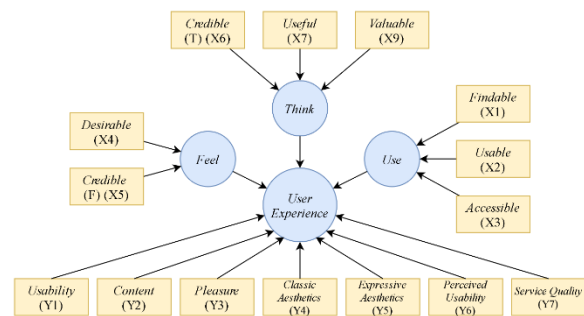 Credible
(T) (X6)
Useful
(X7)
Valuable
(X9)
Think
Findable
(X1)
Desirable
(X4)
Feel
Use
Usable
(X2)
Credible
(F) (X5)
User
Experience
Accessible
(X3)
Usability
(Y1)
Content
(Y2)
Pleasure
(Y3)
Classic
Aesthetics
(Y4)
Expressive
Aesthetics
(Y5)
Perceived
Usability
(Y6)
Service Quality
(Y7)